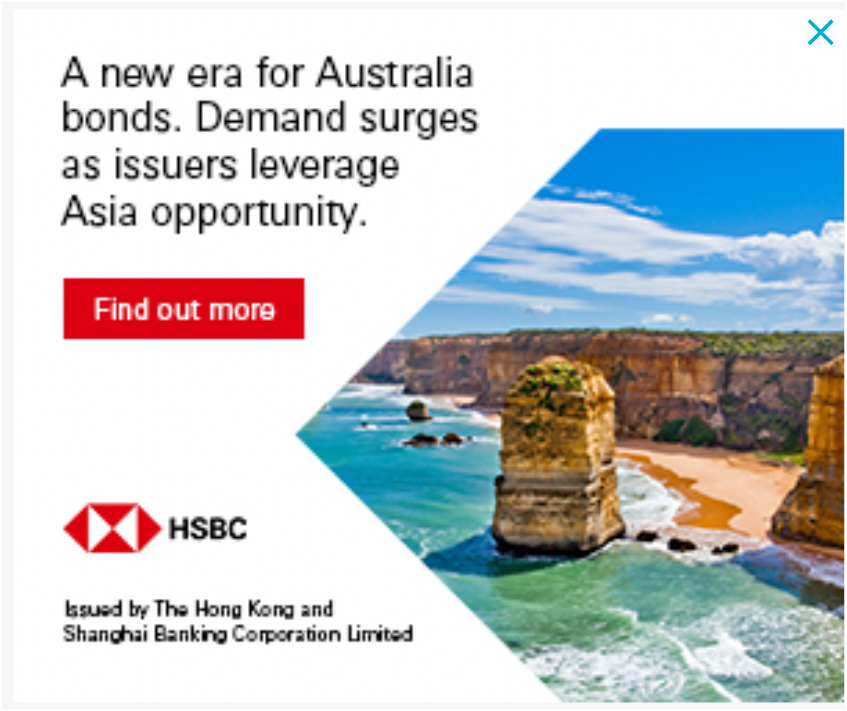 A new era for Australia
bonds. Demand surges
as issuers leverage
Asia opportunity.
Find out more
HSBC
Issued by The Hong Kong and
Shanghai Banking Corporation Limited